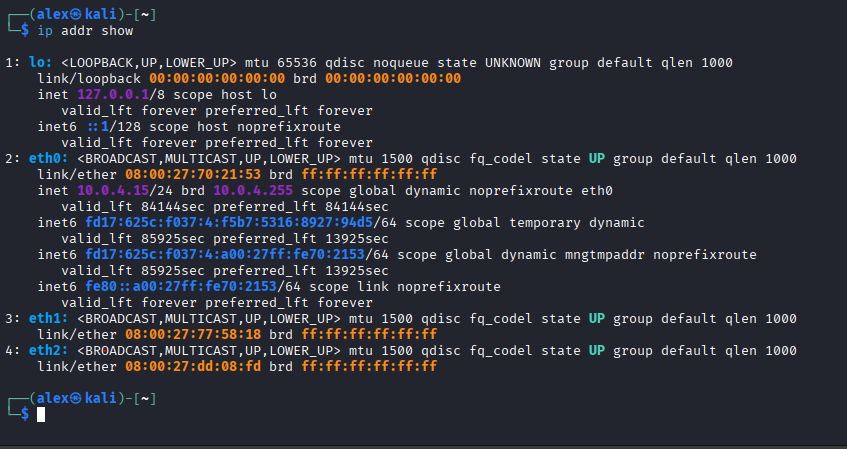 ┌──(alex㉿kali)-[~]
└─$ ip addr show
1: lo: <LOOPBACK,UP,LOWER_UP> mtu 65536 qdisc noqueue state UNKNOWN group default qlen 1000
    link/loopback 00:00:00:00:00:00 brd 00:00:00:00:00:00
    inet 127.0.0.1/8 scope host lo
       valid_lft forever preferred_lft forever
    inet6 ::1/128 scope host noprefixroute
       valid_lft forever preferred_lft forever
2: eth0: <BROADCAST,MULTICAST,UP,LOWER_UP> mtu 1500 qdisc fq_codel state UP group default qlen 1000
    link/ether 08:00:27:70:21:53 brd ff:ff:ff:ff:ff:ff
    inet 10.0.4.15/24 brd 10.0.4.255 scope global dynamic noprefixroute eth0
       valid_lft 84144sec preferred_lft 84144sec
    inet6 fd17:625c:f037:4:f5b7:5316:8927:94d5/64 scope global temporary dynamic
       valid_lft 85925sec preferred_lft 13925sec
    inet6 fd17:625c:f037:4:a00:27ff:fe70:2153/64 scope global dynamic mngtmpaddr noprefixroute
       valid_lft 85925sec preferred_lft 13925sec
    inet6 fe80::a00:27ff:fe70:2153/64 scope link noprefixroute
       valid_lft forever preferred_lft forever
3: eth1: <BROADCAST,MULTICAST,UP,LOWER_UP> mtu 1500 qdisc fq_codel state UP group default qlen 1000
    link/ether 08:00:27:77:58:18 brd ff:ff:ff:ff:ff:ff
4: eth2: <BROADCAST,MULTICAST,UP,LOWER_UP> mtu 1500 qdisc fq_codel state UP group default qlen 1000
    link/ether 08:00:27:dd:08:fd brd ff:ff:ff:ff:ff:ff
┌──(alex㉿kali)-[~]
└─$